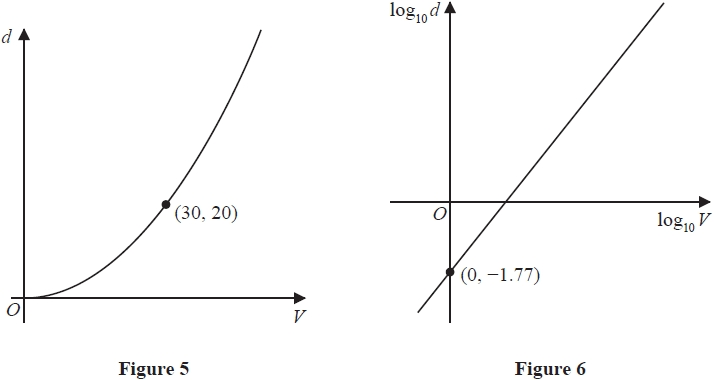 d
(30, 20)
O
V
Figure 5
log₁₀ d
O
log₁₀ V
(0, −1.77)
Figure 6